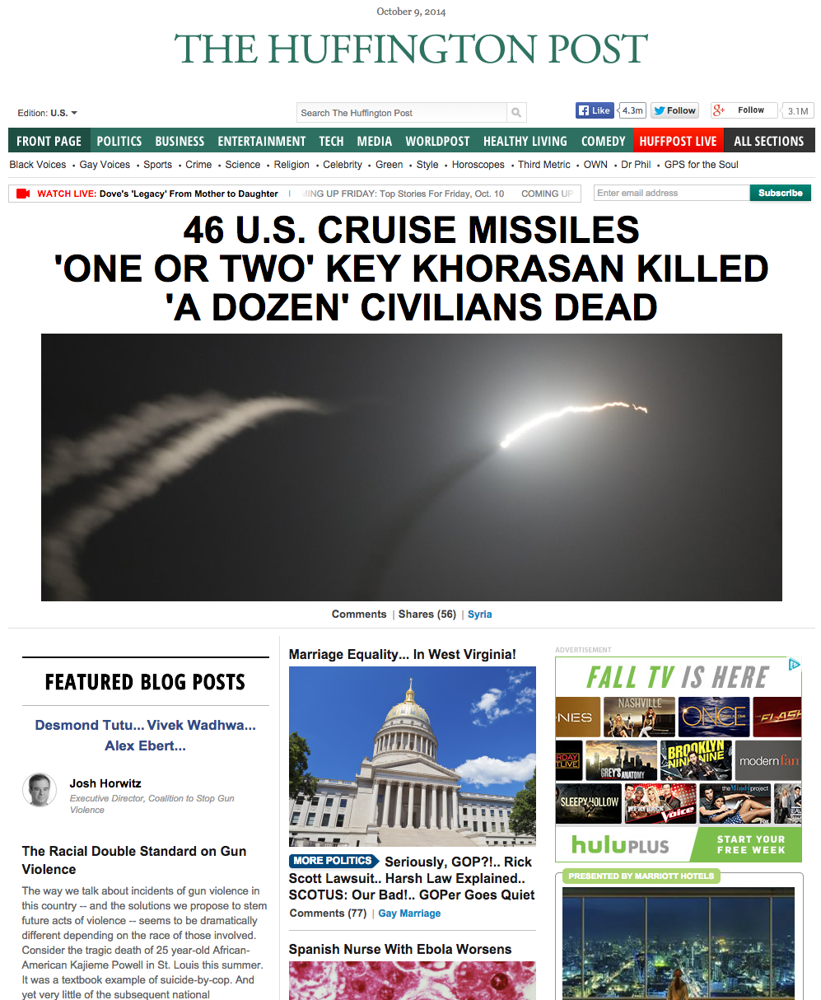 October 9, 2014
THE HUFFINGTON POST
Edition: U.S.
Search The Huffington Post
Like 4.3m
Follow
Follow 3.1M
FRONT PAGE POLITICS BUSINESS ENTERTAINMENT TECH MEDIA WORLDPOST HEALTHY LIVING COMEDY HUFFPOST LIVE ALL SECTIONS
Black Voices • Gay Voices • Sports • Crime • Science • Religion • Celebrity • Green • Style • Horoscopes • Third Metric • OWN • Dr Phil • GPS for the Soul
WATCH LIVE: Dove's 'Legacy' From Mother to Daughter | MING UP FRIDAY: Top Stories For Friday, Oct. 10 COMING UP
Enter email address Subscribe
46 U.S. CRUISE MISSILES
'ONE OR TWO' KEY KHORASAN KILLED
'A DOZEN' CIVILIANS DEAD
Comments | Shares (56) | Syria
FEATURED BLOG POSTS
Desmond Tutu... Vivek Wadhwa...
Alex Ebert...
Josh Horwitz
Executive Director, Coalition to Stop Gun
Violence
The Racial Double Standard on Gun
Violence
The way we talk about incidents of gun violence in
this country -- and the solutions we propose to stem
future acts of violence -- seems to be dramatically
different depending on the race of those involved.
Consider the tragic death of 25 year-old African-
American Kajieme Powell in St. Louis this summer.
It was a textbook example of suicide-by-cop. And
yet very little of the subsequent national
Marriage Equality... In West Virginia!
MORE POLITICS Seriously, GOP?!.. Rick
Scott Lawsuit.. Harsh Law Explained..
SCOTUS: Our Bad!.. GOPer Goes Quiet
Comments (77) | Gay Marriage
Spanish Nurse With Ebola Worsens
ADVERTISEMENT
FALL TV IS HERE
NES
NASHVILLE
ONCE
FLASH
RDAY
TLIVE
GREY'S ANATOMY
BROOKLYN
NINE-NINE
modern fam
SLEEPY HOLLOW
Voice
the Mindy project
FOX
huluPLUS
START YOUR
FREE WEEK
PRESENTED BY MARRIOTT HOTELS